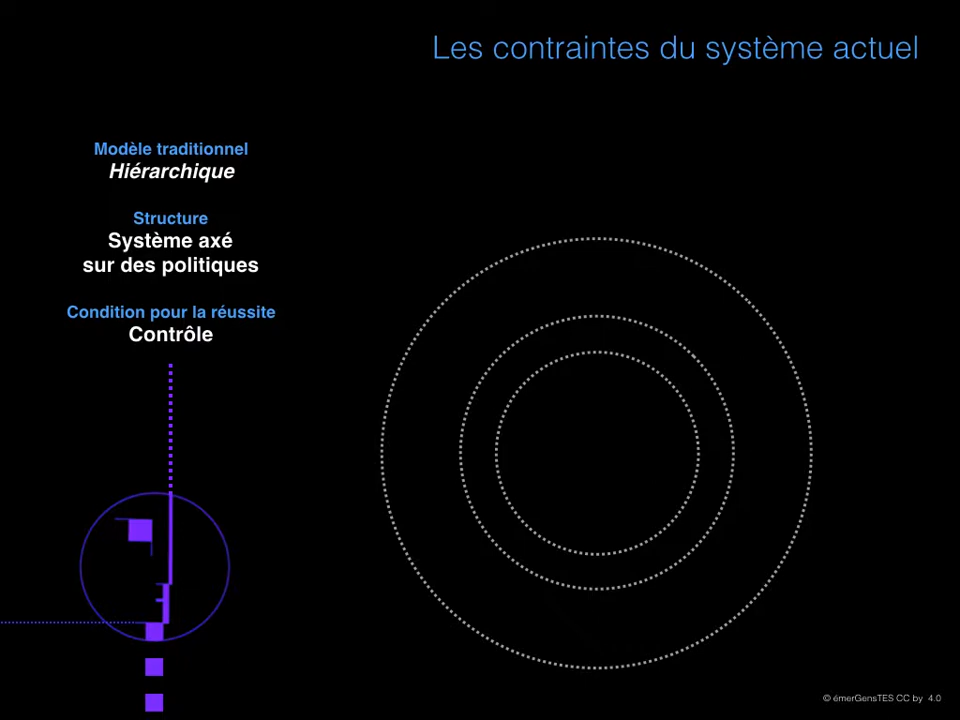 Les contraintes du système actuel
Modèle traditionnel
Hiérarchique
Structure
Système axé
sur des politiques
Condition pour la réussite
Contrôle
© émerGensTES CC by 4.0